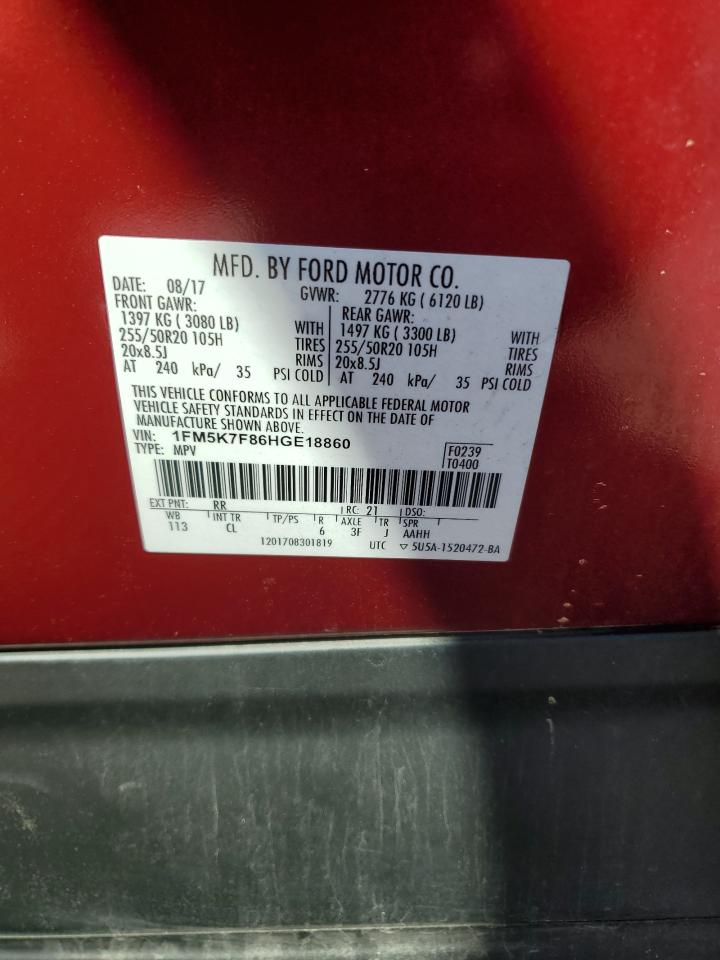 MFD. BY FORD MOTOR CO.
DATE: 08/17 GVWR: 2776 KG ( 6120 LB)
FRONT GAWR: REAR GAWR:
1397 KG ( 3080 LB) WITH 1497 KG ( 3300 LB) WITH
255/50R20 105H TIRES 255/50R20 105H TIRES
20x8.5J RIMS 20x8.5J RIMS
AT 240 kPa/ 35 PSI COLD AT 240 kPa/ 35 PSI COLD
THIS VEHICLE CONFORMS TO ALL APPLICABLE FEDERAL MOTOR
VEHICLE SAFETY STANDARDS IN EFFECT ON THE DATE OF
MANUFACTURE SHOWN ABOVE.
VIN: 1FM5K7F86HGE18860 F0239
TYPE: MPV T0400
EXT PNT: RR RC: 21 DSO:
WB INT TR TP/PS R AXLE TR SPR
113 CL 6 3F J AAHH
1201708301819 UTC ▽ 5U5A-1520472-BA